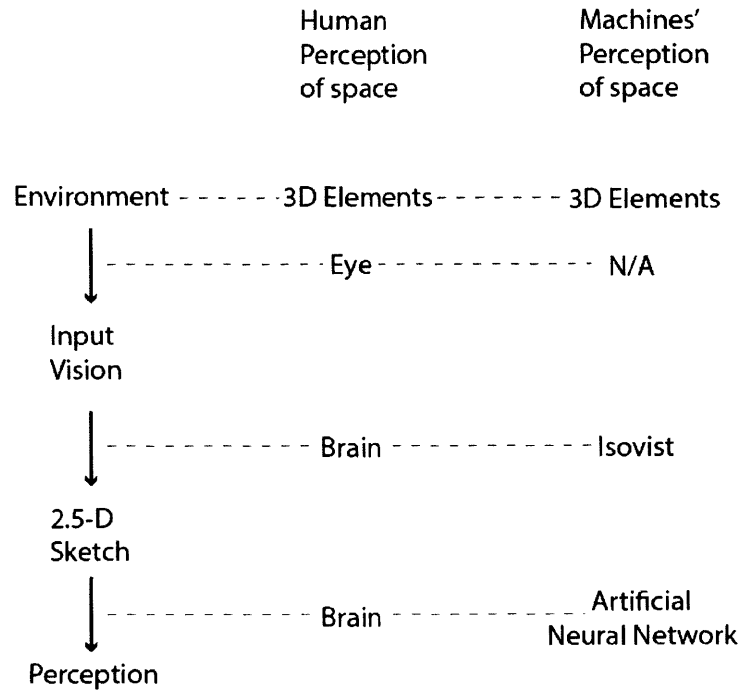 Human
Perception
of space
Machines'
Perception
of space
Environment 3D Elements 3D Elements
Eye N/A
Input
Vision
Brain Isovist
2.5-D
Sketch
Brain Artificial
Neural Network
Perception